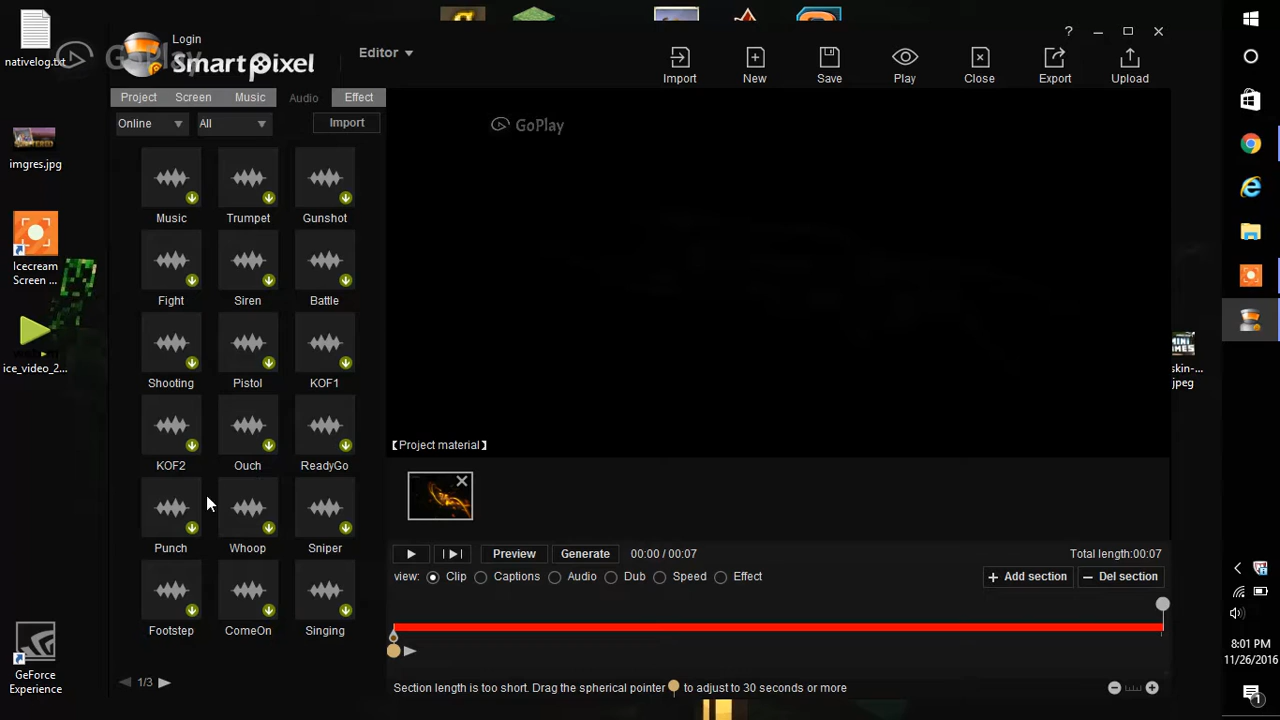 nativelog.txt
imgres.jpg
Icecream
Screen ...
ice_video_2...
GeForce
Experience
GoPlay
Login
Smartpixel
Editor
?
Import
New
Save
Play
Close
Export
Upload
Project
Screen
Music
Audio
Effect
Online
All
Import
Music
Trumpet
Gunshot
Fight
Siren
Battle
Shooting
Pistol
KOF1
KOF2
Ouch
ReadyGo
Punch
Whoop
Sniper
Footstep
ComeOn
Singing
1/3
GoPlay
【Project material】
Preview
Generate
00:00 / 00:07
Total length:00:07
view:
Clip
Captions
Audio
Dub
Speed
Effect
+ Add section
− Del section
Section length is too short. Drag the spherical pointer to adjust to 30 seconds or more
MINI
GAMES
skin-...
jpeg
8:01 PM
11/26/2016
1